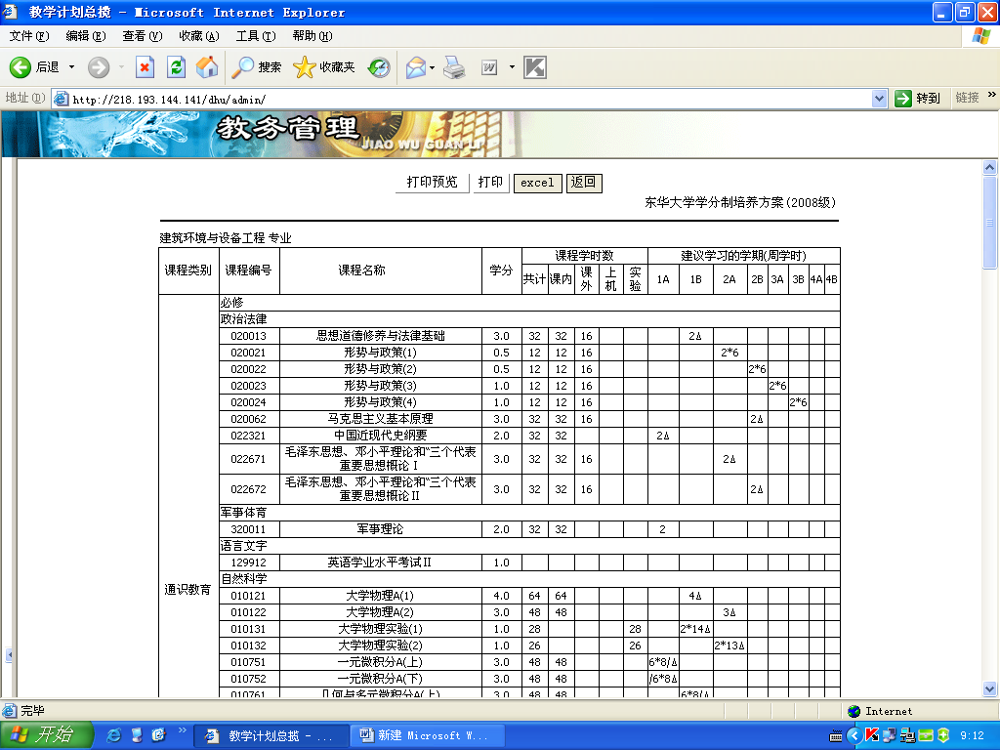 教学计划总揽 - Microsoft Internet Explorer
文件(F) 编辑(E) 查看(V) 收藏(A) 工具(T) 帮助(H)
后退 搜索 收藏夹
地址(D) http://218.193.144.141/dhu/admin/ 转到 链接 »
教务管理
JIAO WU GUAN LI
打印预览 打印 excel 返回
东华大学学分制培养方案(2008级)
建筑环境与设备工程 专业
课程类别 课程编号 课程名称 学分 课程学时数 建议学习的学期(周学时)
共计 课内 课外 上机 实验 1A 1B 2A 2B 3A 3B 4A 4B
必修
政治法律
020013 思想道德修养与法律基础 3.0 32 32 16 2Δ
020021 形势与政策(1) 0.5 12 12 16 2*6
020022 形势与政策(2) 0.5 12 12 16 2*6
020023 形势与政策(3) 1.0 12 12 16 2*6
020024 形势与政策(4) 1.0 12 12 16 2*6
020062 马克思主义基本原理 3.0 32 32 16 2Δ
022321 中国近现代史纲要 2.0 32 32 2Δ
022671 毛泽东思想、邓小平理论和“三个代表 3.0 32 32 16 2Δ
重要思想概论Ⅰ
022672 毛泽东思想、邓小平理论和“三个代表 3.0 32 32 16 2Δ
重要思想概论Ⅱ
军事体育
320011 军事理论 2.0 32 32 2
语言文字
129912 英语学业水平考试Ⅱ 1.0
自然科学
通识教育
010121 大学物理A(1) 4.0 64 64 4Δ
010122 大学物理A(2) 3.0 48 48 3Δ
010131 大学物理实验(1) 1.0 28 28 2*14Δ
010132 大学物理实验(2) 1.0 26 26 2*13Δ
010751 一元微积分A(上) 3.0 48 48 6*8/Δ
010752 一元微积分A(下) 3.0 48 48 /6*8Δ
010761 几何与多元微积分A(上) 3.0 48 48 6*8/Δ
完毕 Internet
开始 » 教学计划总揽 - ... 新建 Microsoft W... 9:12